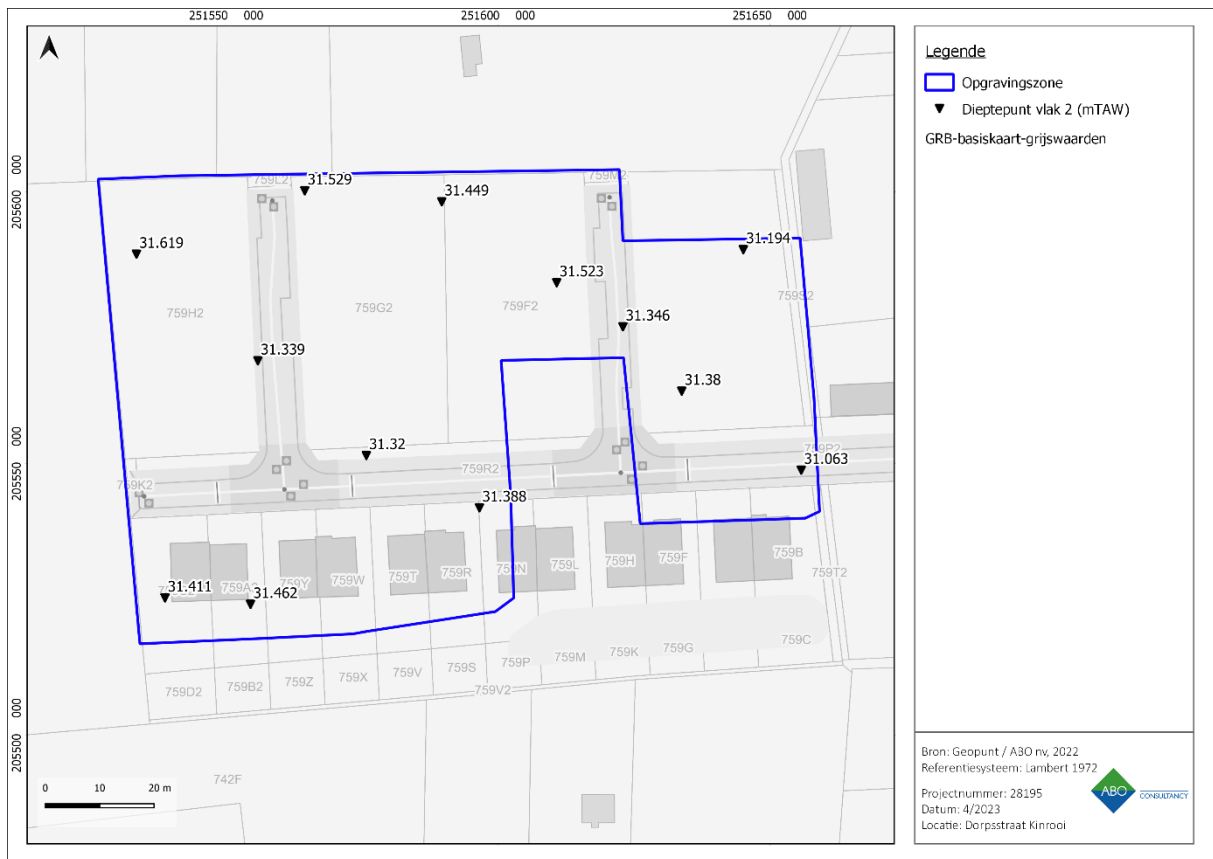 251550 000
251600 000
251650 000
205600 000
205550 000
205500 000
759L2
31.529
759M2
31.449
31.619
31.194
31.523
759S2
759H2
759G2
759F2
31.346
31.339
31.38
31.32
759R2
759P2
31.063
759K2
31.388
31.411
759A2
31.462
759Y
759W
759T
759R
759N
759L
759H
759F
759B
759T2
759D2
759B2
759Z
759X
759V
759S
759P
759M
759K
759G
759C
759V2
742F
0 10 20 m
Legende
Opgravingszone
Dieptepunt vlak 2 (mTAW)
GRB-basiskaart-grijswaarden
Bron: Geopunt / ABO nv, 2022
Referentiesysteem: Lambert 1972
Projectnummer: 28195
Datum: 4/2023
Locatie: Dorpsstraat Kinrooi
ABO
CONSULTANCY